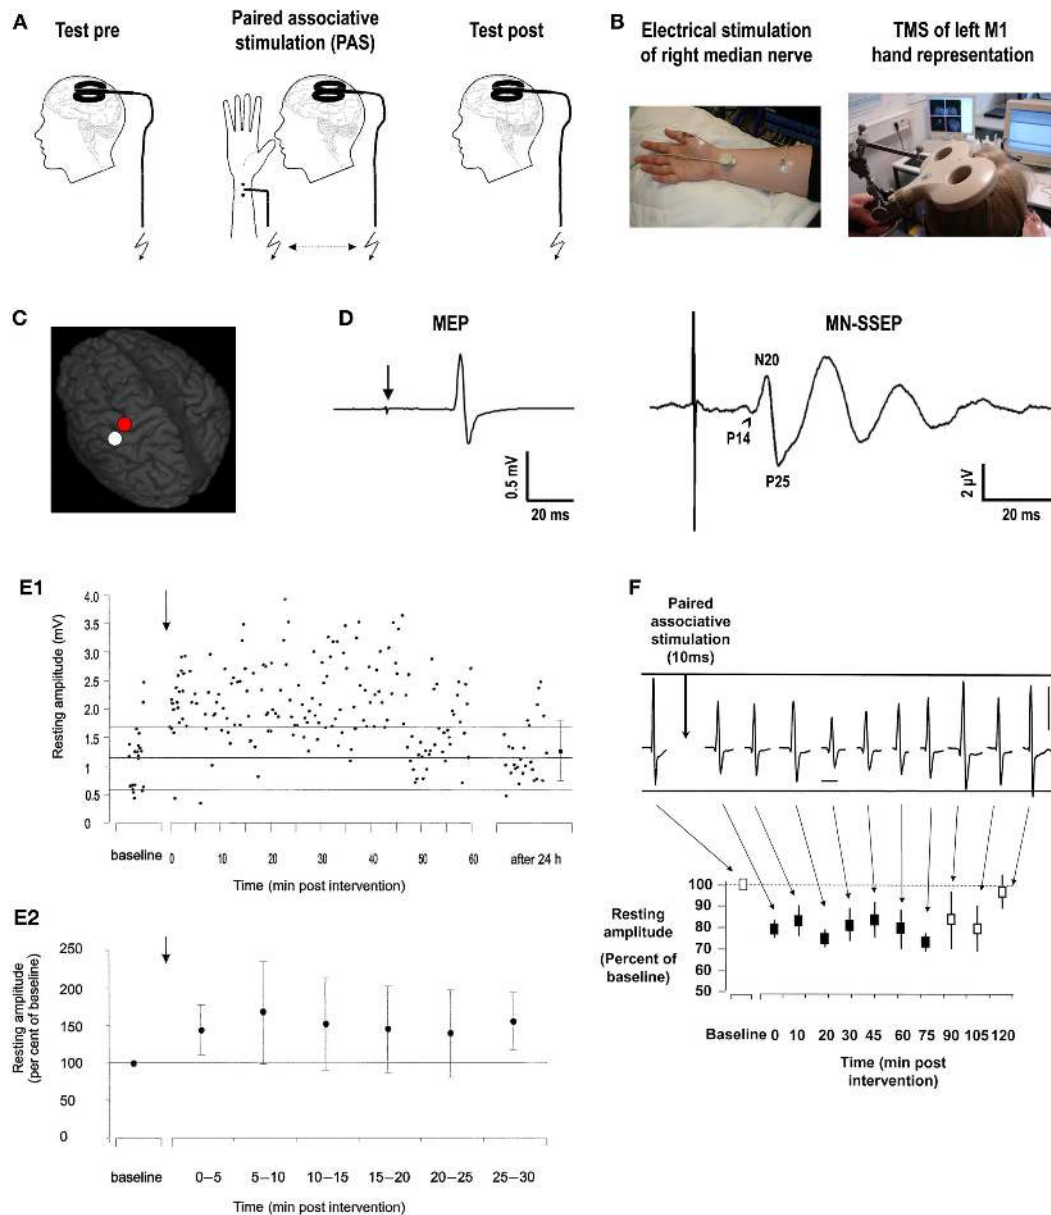 A
Test pre
Paired associative
stimulation (PAS)
Test post
B
Electrical stimulation
of right median nerve
TMS of left M1
hand representation
C
D
MEP
0.5 mV
20 ms
MN-SSEP
N20
P14
P25
2 µV
20 ms
E1
Resting amplitude (mV)
4.0
3.5
3.0
2.5
2.0
1.5
1
0.5
0
baseline
0
10
20
30
40
50
60
after 24 h
Time (min post intervention)
E2
Resting amplitude
(per cent of baseline)
250
200
150
100
50
0
baseline
0–5
5–10
10–15
15–20
20–25
25–30
Time (min post intervention)
F
Paired
associative
stimulation
(10ms)
Resting
amplitude
(Percent of
baseline)
100
90
80
70
60
50
Baseline 0 10 20 30 45 60 75 90 105 120
Time (min post
intervention)